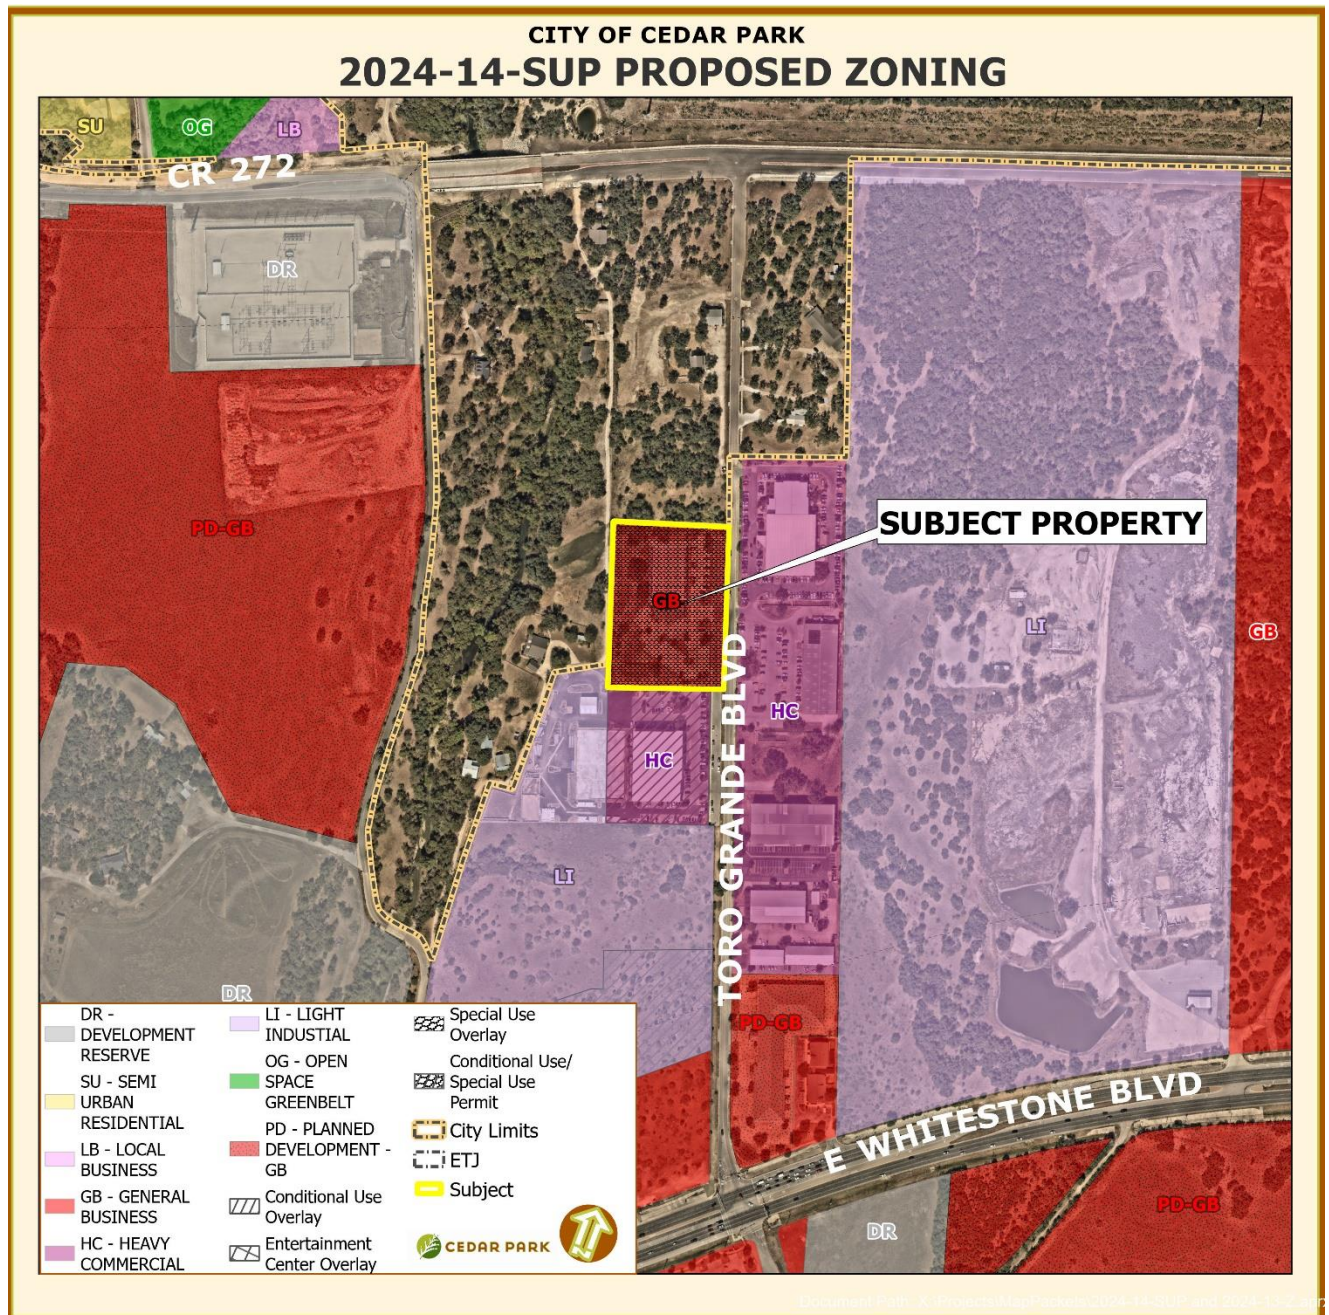 CITY OF CEDAR PARK
2024-14-SUP PROPOSED ZONING
SU
OG
LB
CR 272
DR
PD-GB
SUBJECT PROPERTY
GB
LI
GB
HC
HC
TORO GRANDE BLVD
LI
DR
PD-GB
E WHITESTONE BLVD
PD-GB
DR
DR -
DEVELOPMENT
RESERVE
SU - SEMI
URBAN
RESIDENTIAL
LB - LOCAL
BUSINESS
GB - GENERAL
BUSINESS
HC - HEAVY
COMMERCIAL
LI - LIGHT
INDUSTIAL
OG - OPEN
SPACE
GREENBELT
PD - PLANNED
DEVELOPMENT -
GB
Conditional Use
Overlay
Entertainment
Center Overlay
Special Use
Overlay
Conditional Use/
Special Use
Permit
City Limits
ETJ
Subject
CEDAR PARK